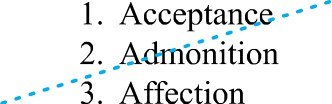 1. Acceptance
2. Admonition
3. Affection